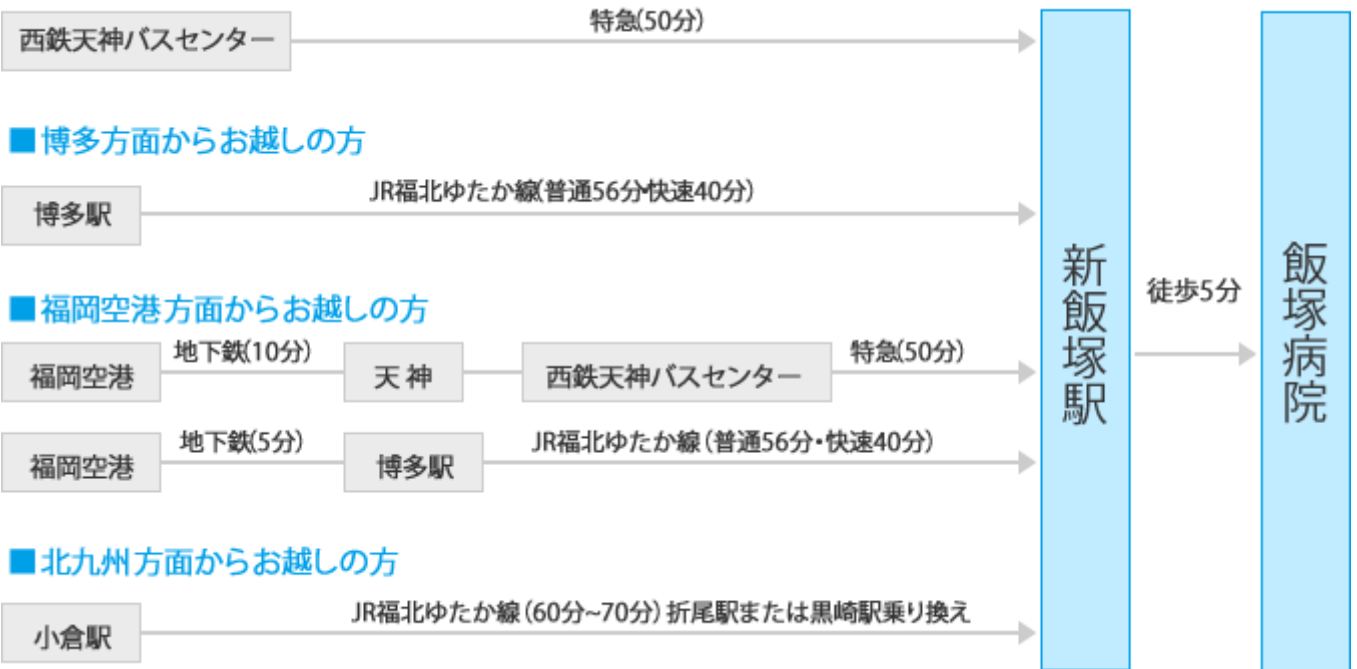 特急(50分)
西鉄天神バスセンター
■博多方面からお越しの方
JR福北ゆたか線(普通56分・快速40分)
博多駅
■福岡空港方面からお越しの方
地下鉄(10分)
特急(50分)
福岡空港
天神
西鉄天神バスセンター
地下鉄(5分)
JR福北ゆたか線(普通56分・快速40分)
福岡空港
博多駅
■北九州方面からお越しの方
JR福北ゆたか線(60分~70分)折尾駅または黒崎駅乗り換え
小倉駅
新飯塚駅
徒歩5分
飯塚病院